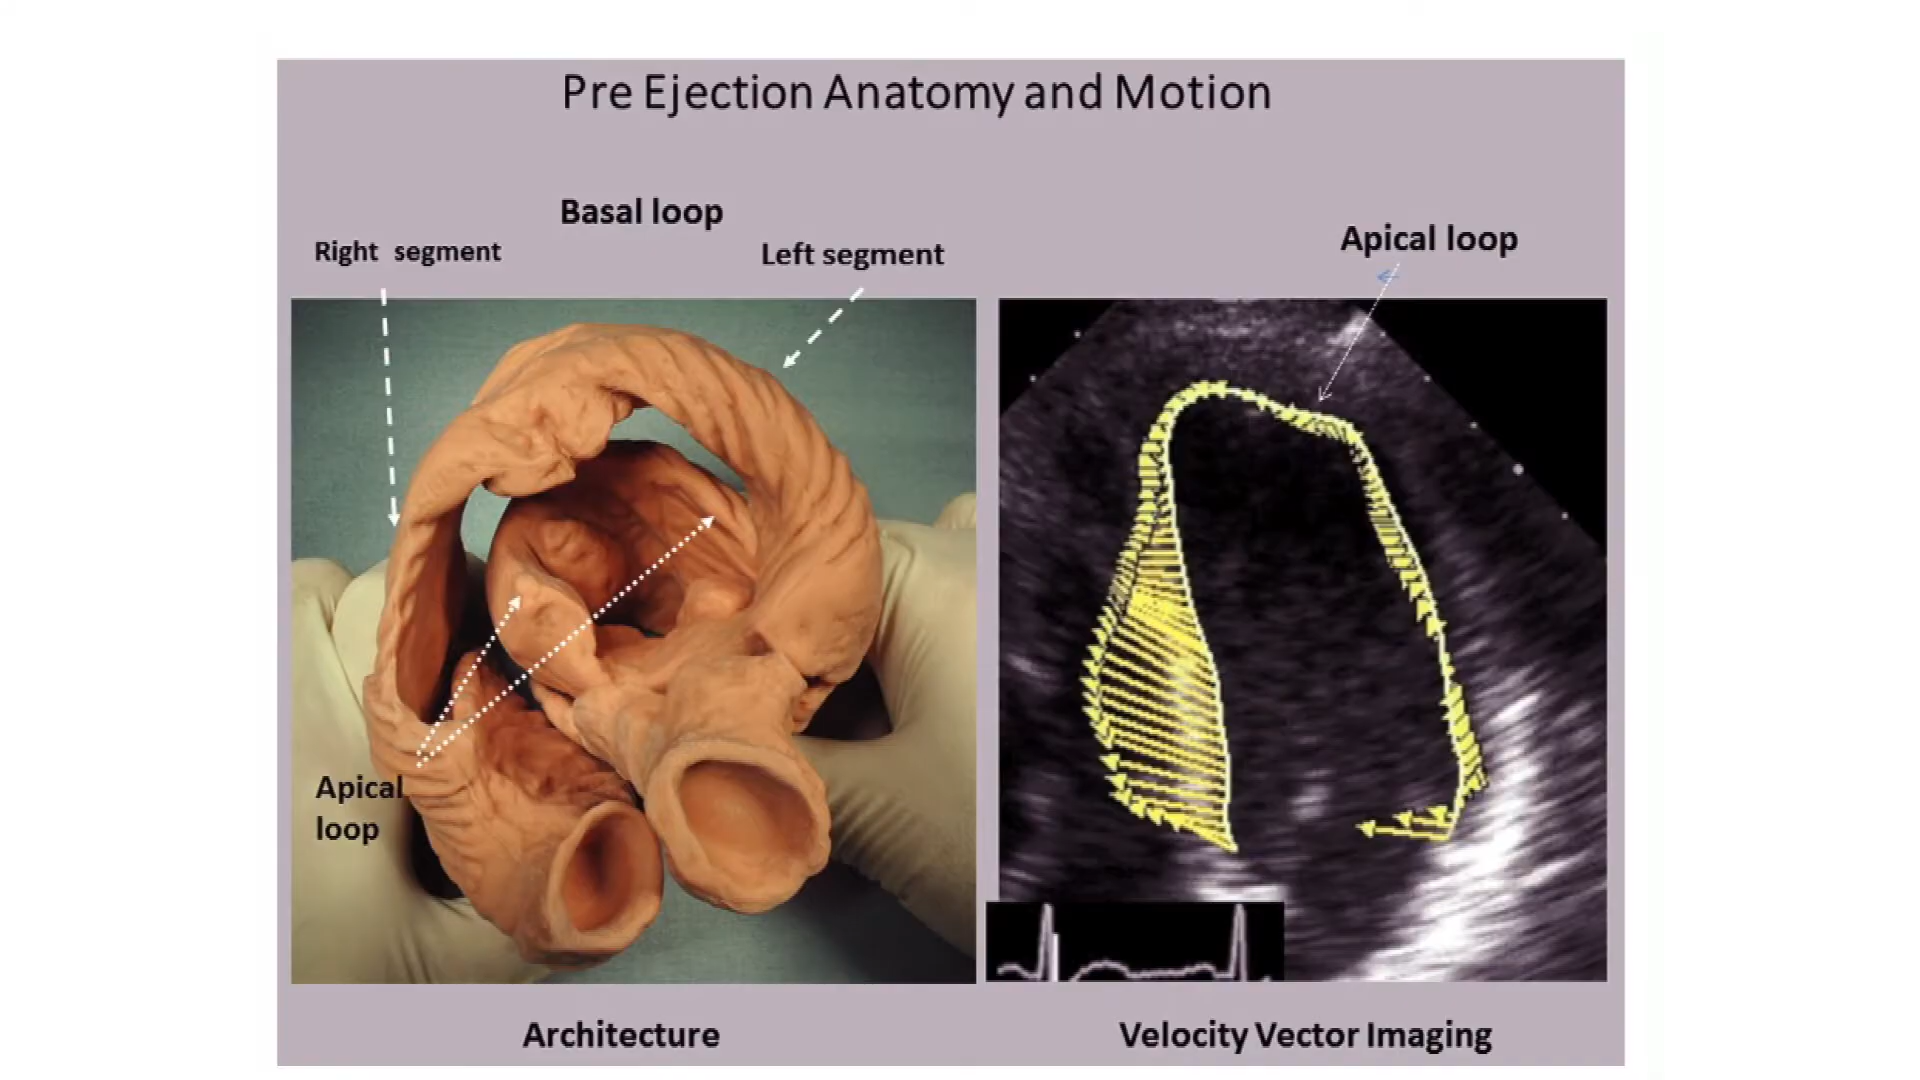 Pre Ejection Anatomy and Motion
Basal loop
Right segment
Left segment
Apical loop
Apical
loop
Architecture
Velocity Vector Imaging